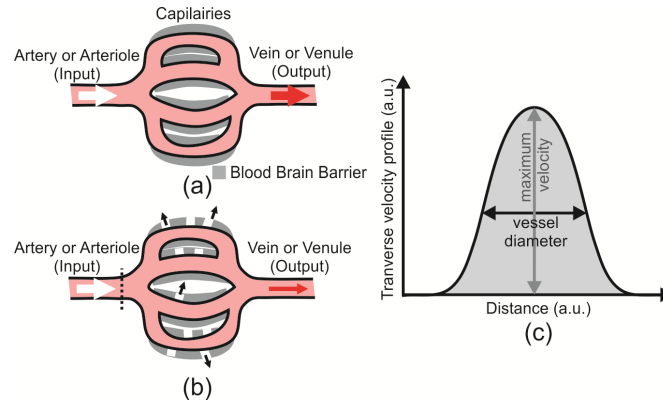 Capilairies
Artery or Arteriole
(Input)
Vein or Venule
(Output)
(a)
Blood Brain Barrier
Artery or Arteriole
(Input)
Vein or Venule
(Output)
(b)
Tranverse velocity profile (a.u.)
maximum
velocity
vessel
diameter
Distance (a.u.)
(c)